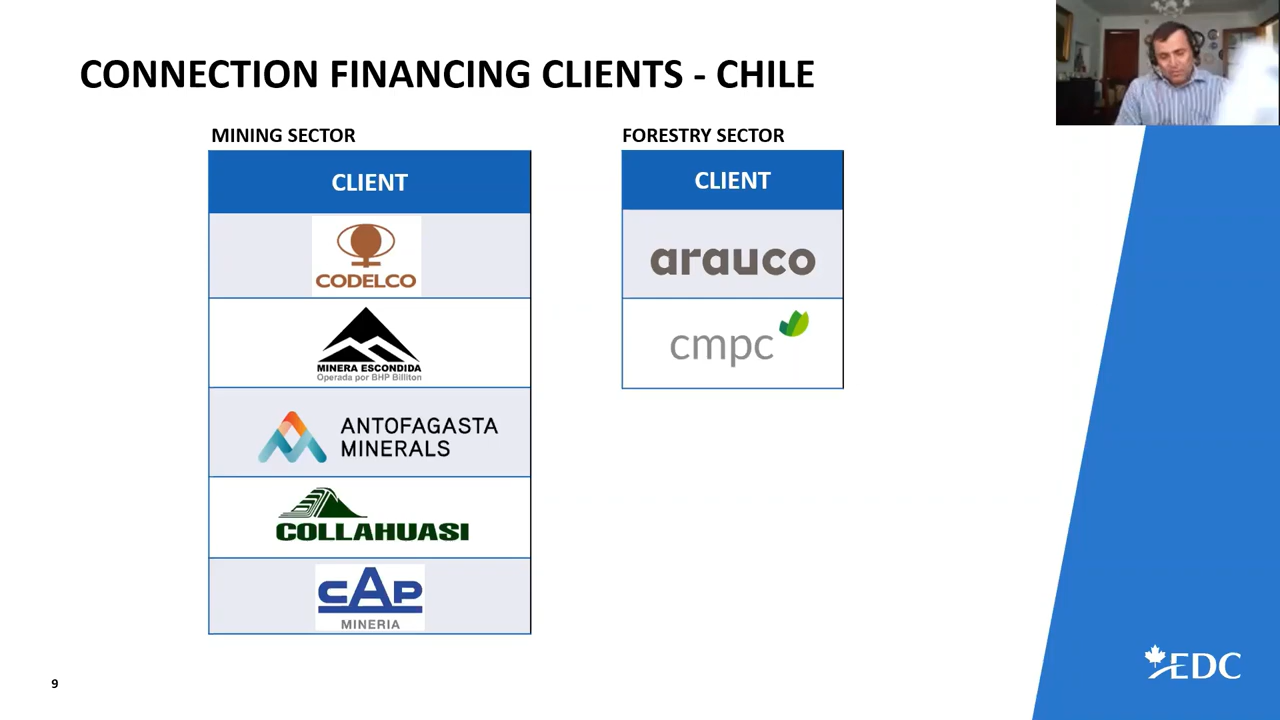 CONNECTION FINANCING CLIENTS - CHILE
MINING SECTOR
CLIENT
CODELCO
MINERA ESCONDIDA
Operada por BHP Billiton
ANTOFAGASTA
MINERALS
COLLAHUASI
CAP
MINERIA
FORESTRY SECTOR
CLIENT
arauco
cmpc
9
EDC